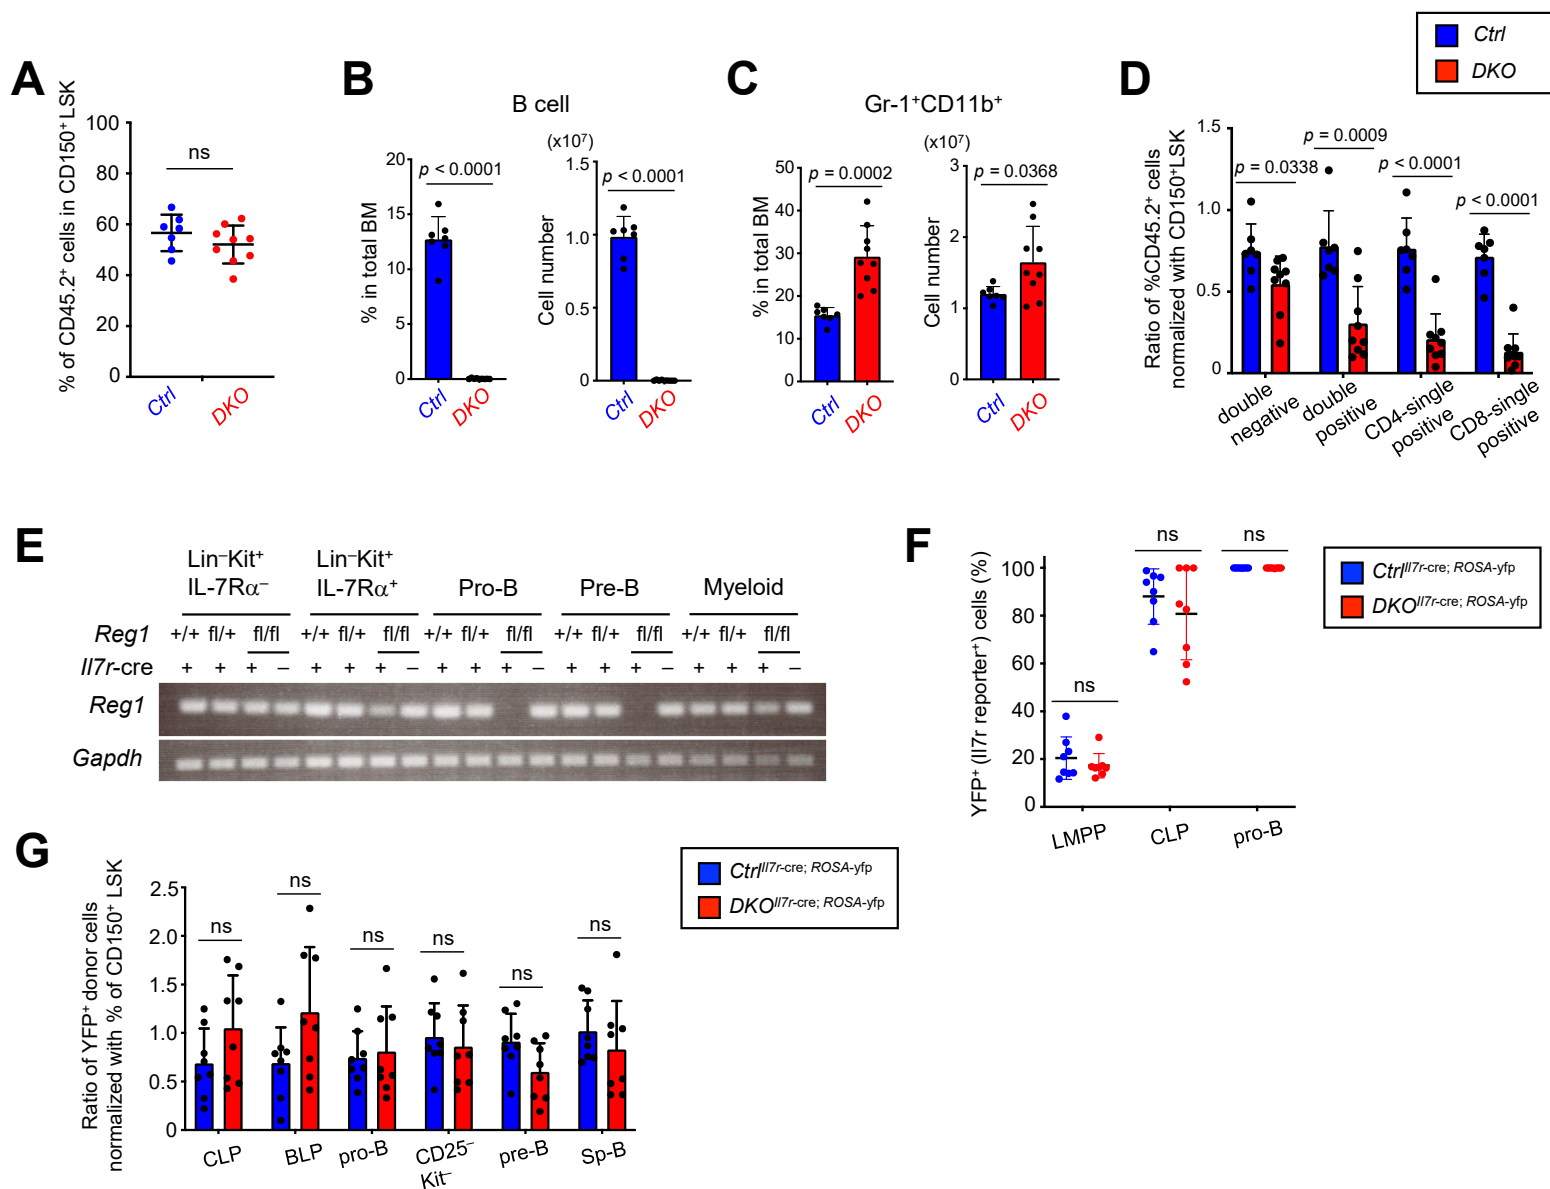 Ctrl
DKO
A
% of CD45.2⁺ cells in CD150⁺LSK
100
80
60
40
20
0
ns
Ctrl
DKO
B
B cell
% in total BM
20
15
10
5
0
p < 0.0001
Ctrl
DKO
(x10⁷)
Cell number
1.5
1.0
0.5
0
p < 0.0001
Ctrl
DKO
C
Gr-1⁺CD11b⁺
% in total BM
50
40
30
20
10
0
p = 0.0002
Ctrl
DKO
(x10⁷)
Cell number
3
2
1
0
p = 0.0368
Ctrl
DKO
D
Ratio of %CD45.2⁺ cells
normalized with CD150⁺LSK
1.5
1.0
0.5
0
p = 0.0338
p = 0.0009
p < 0.0001
p < 0.0001
double
negative
double
positive
CD4-single
positive
CD8-single
positive
E
Lin⁻Kit⁺
IL-7Rα⁻
Lin⁻Kit⁺
IL-7Rα⁺
Pro-B
Pre-B
Myeloid
Reg1 +/+ fl/+ fl/fl +/+ fl/+ fl/fl +/+ fl/+ fl/fl +/+ fl/+ fl/fl +/+ fl/+ fl/fl
Il7r-cre + + + – + + + – + + + – + + + – + + + –
Reg1
Gapdh
F
YFP⁺ (Il7r reporter⁺) cells (%)
100
80
60
40
20
0
ns
ns
ns
LMPP
CLP
pro-B
Ctrl^Il7r-cre; ROSA-yfp
DKO^Il7r-cre; ROSA-yfp
G
Ratio of YFP⁺ donor cells
normalized with % of CD150⁺ LSK
2.5
2.0
1.5
1.0
0.5
0
ns
ns
ns
ns
ns
ns
CLP
BLP
pro-B
CD25⁻
Kit⁻
pre-B
Sp-B
Ctrl^Il7r-cre; ROSA-yfp
DKO^Il7r-cre; ROSA-yfp